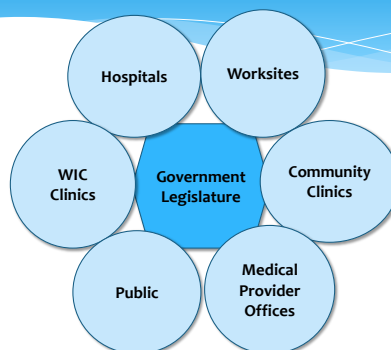 Hospitals
Worksites
WIC
Clinics
Government
Legislature
Community
Clinics
Public
Medical
Provider
Offices